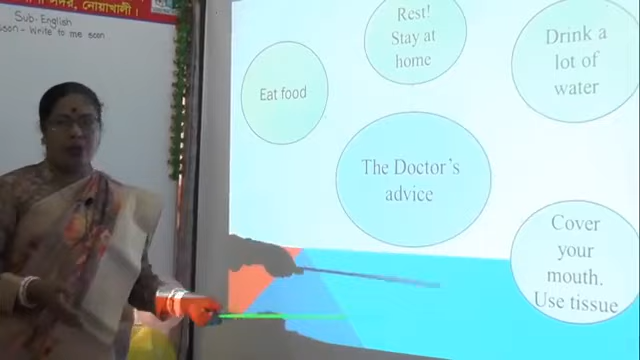 সদর, নোয়াখালী।
Sub-English
Write to me soon
Eat food
Rest!
Stay at
home
Drink a
lot of
water
The Doctor's
advice
Cover
your
mouth.
Use tissue